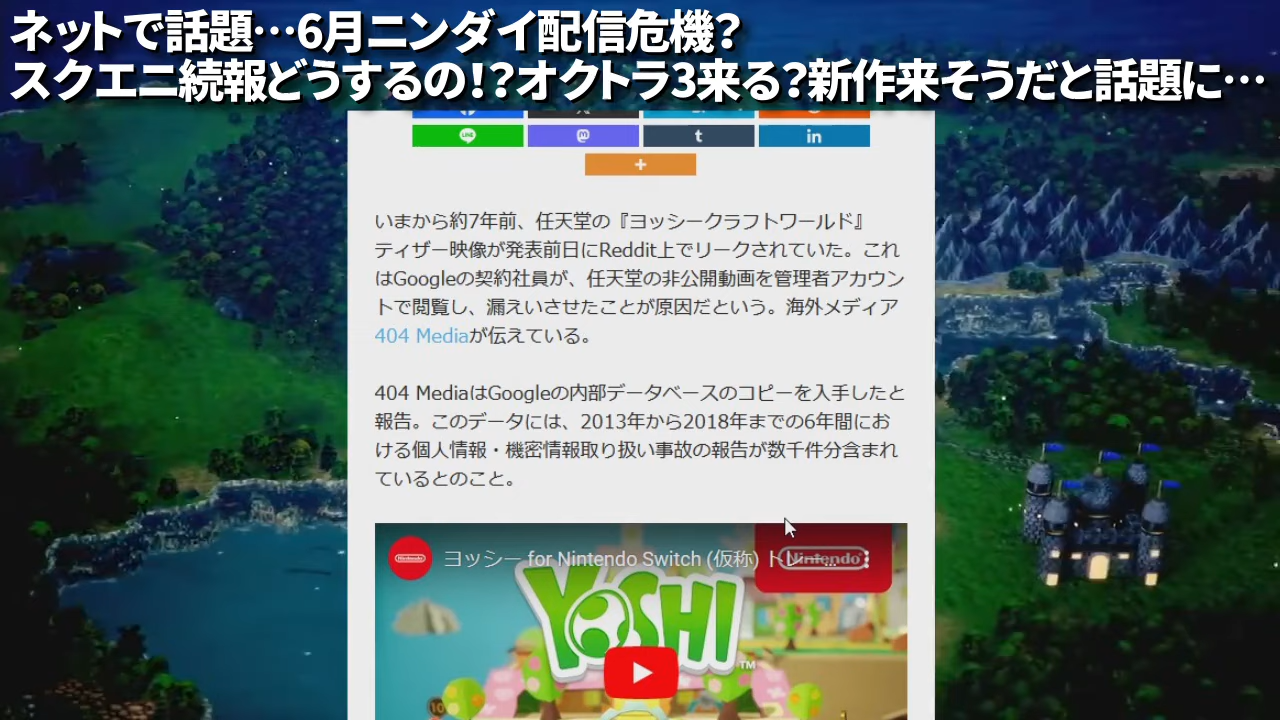 ネットで話題…6月ニンダイ配信危機？
スクエニ続報どうするの!?オクトラ3来る?新作来そうだと話題に…
LINE
t
in
+
いまから約7年前、任天堂の『ヨッシークラフトワールド』
ティザー映像が発表前日にReddit上でリークされていた。これ
はGoogleの契約社員が、任天堂の非公開動画を管理者アカウン
トで閲覧し、漏えいさせたことが原因だという。海外メディア
404 Mediaが伝えている。
404 MediaはGoogleの内部データベースのコピーを入手したと
報告。このデータには、2013年から2018年までの6年間にお
ける個人情報・機密情報取り扱い事故の報告が数千件分含まれ
ているとのこと。
ヨッシー for Nintendo Switch (仮称) トレー…
Nintendo
YOSHI
TM